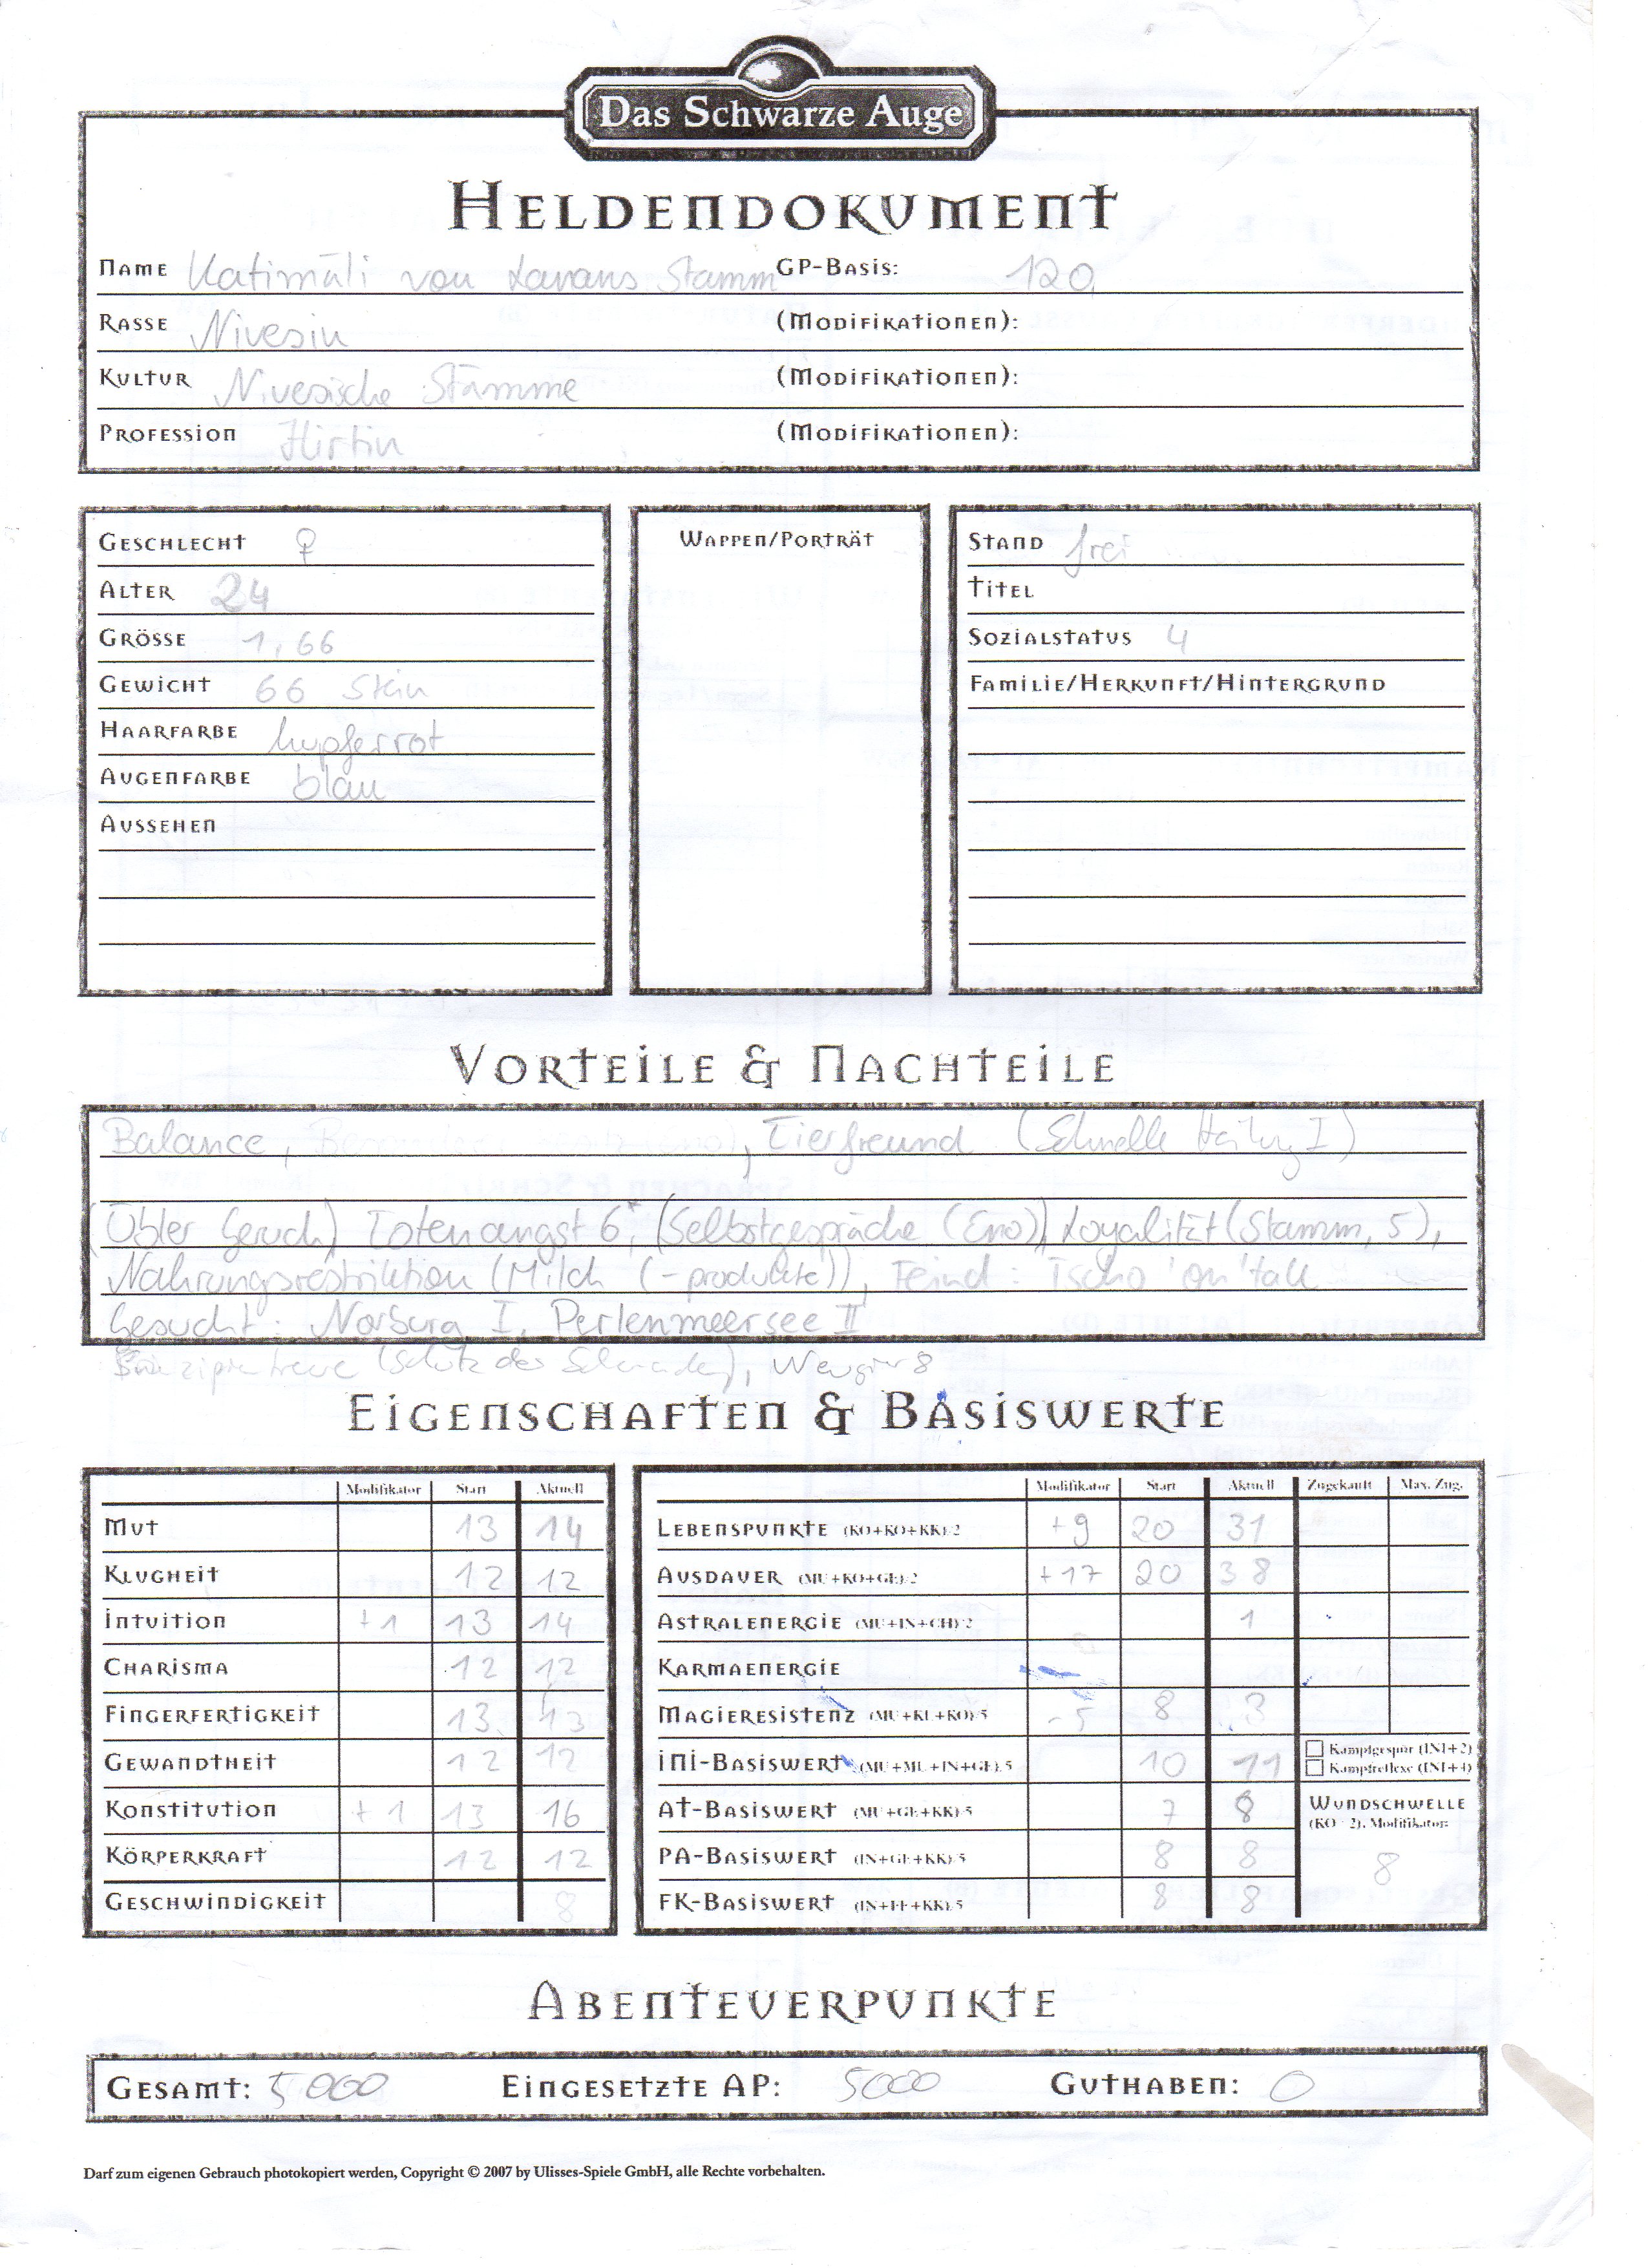 Das Schwarze Auge
HELDENDOKUMENT
NAME Katimäli von Lavans Stamm GP-BASIS: 120
RASSE Nivesin (MODIFIKATIONEN):
KULTUR Nivesische Stämme (MODIFIKATIONEN):
PROFESSION Hirtin (MODIFIKATIONEN):
GESCHLECHT ♀
ALTER 24
GRÖSSE 1,66
GEWICHT 66 Stein
HAARFARBE kupferrot
AUGENFARBE blau
AUSSEHEN
WAPPEN/PORTRÄT
STAND frei
TITEL
SOZIALSTATUS 4
FAMILIE/HERKUNFT/HINTERGRUND
VORTEILE & NACHTEILE
Balance, Tierfreund (Schnelle Heilung I)
(Übler Geruch) Totenangst 6, (Selbstgespräche (Emo)) Loyalität (Stamm, 5),
Nahrungsrestriktion (Milch (-produkte)), Feind: Tscho'on'tak
Gesucht: Norburg I, Perlenmeersee II
Prinzipientreue (Schutz der Schwachen), Neugier 8
EIGENSCHAFTEN & BASISWERTE
Modifikator Start Aktuell
MUT 13 14
KLUGHEIT 12 12
INTUITION +1 13 14
CHARISMA 12 12
FINGERFERTIGKEIT 13 13
GEWANDTHEIT 12 12
KONSTITUTION +1 13 16
KÖRPERKRAFT 12 12
GESCHWINDIGKEIT 8
Modifikator Start Aktuell Zugekauft Max. Zug.
LEBENSPUNKTE (KO+KO+KK):2 +9 20 31
AUSDAUER (MU+KO+GE):2 +17 20 38
ASTRALENERGIE (MU+IN+CH):2 1
KARMAENERGIE
MAGIERESISTENZ (MU+KL+KO):5 -5 8 3
INI-BASISWERT (MU+MU+IN+GE):5 10 11
Kampfgespür (INI+2)
Kampfreflexe (INI+4)
AT-BASISWERT (MU+GE+KK):5 7 8
PA-BASISWERT (IN+GE+KK):5 8 8
FK-BASISWERT (IN+FF+KK):5 8 8
WUNDSCHWELLE
(KO : 2), Modifikator:
8
ABENTEUERPUNKTE
GESAMT: 5000 EINGESETZTE AP: 5000 GUTHABEN: 0
Darf zum eigenen Gebrauch photokopiert werden, Copyright © 2007 by Ulisses-Spiele GmbH, alle Rechte vorbehalten.